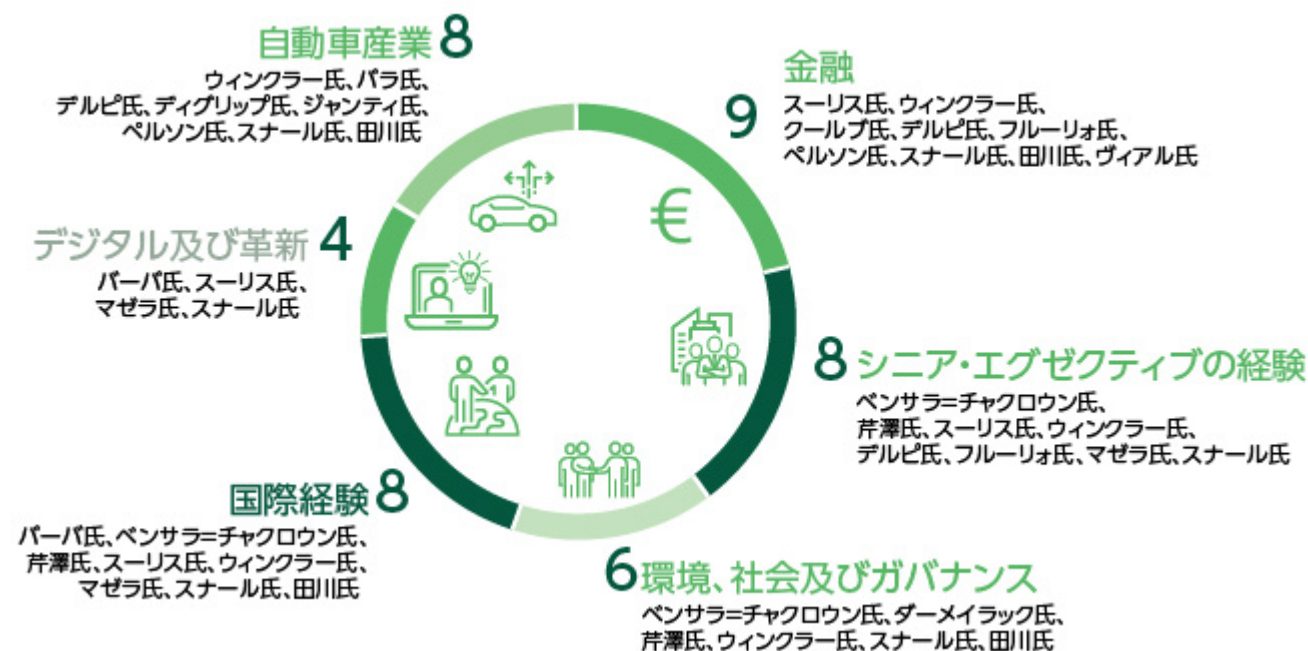 自動車産業 8
ウィンクラー氏、バラ氏、
デルピ氏、ディグリップ氏、ジャンティ氏、
ペルソン氏、スナール氏、田川氏
金融
9
スーリス氏、ウィンクラー氏、
クールブ氏、デルピ氏、フルーリォ氏、
ペルソン氏、スナール氏、田川氏、ヴィアル氏
€
デジタル及び革新 4
バーバ氏、スーリス氏、
マゼラ氏、スナール氏
8 シニア・エグゼクティブの経験
ベンサラ=チャクロウン氏、
芹澤氏、スーリス氏、ウィンクラー氏、
デルピ氏、フルーリォ氏、マゼラ氏、スナール氏
国際経験 8
バーバ氏、ベンサラ=チャクロウン氏、
芹澤氏、スーリス氏、ウィンクラー氏、
マゼラ氏、スナール氏、田川氏
6 環境、社会及びガバナンス
ベンサラ=チャクロウン氏、ダーメイラック氏、
芹澤氏、ウィンクラー氏、スナール氏、田川氏